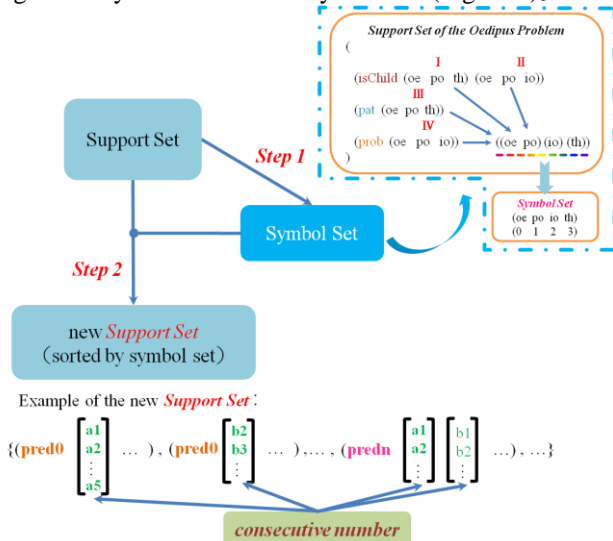 Support Set of the Oedipus Problem
(
I II
(isChild (oe po th) (oe po io))
III
(pat (oe po th))
IV
(prob (oe po io)) ((oe po) (io) (th))
)
Symbol Set
(oe po io th)
(0 1 2 3)
Support Set
Step 1
Symbol Set
Step 2
new Support Set
(sorted by symbol set)
Example of the new Support Set:
{(pred0 [a1 a2 ⋮ a5] … ) , (pred0 [b2 b3 ⋮] … ) ,… , (predn [a1 a2 ⋮] [b1 b2 ⋮] …) , …}
consecutive number